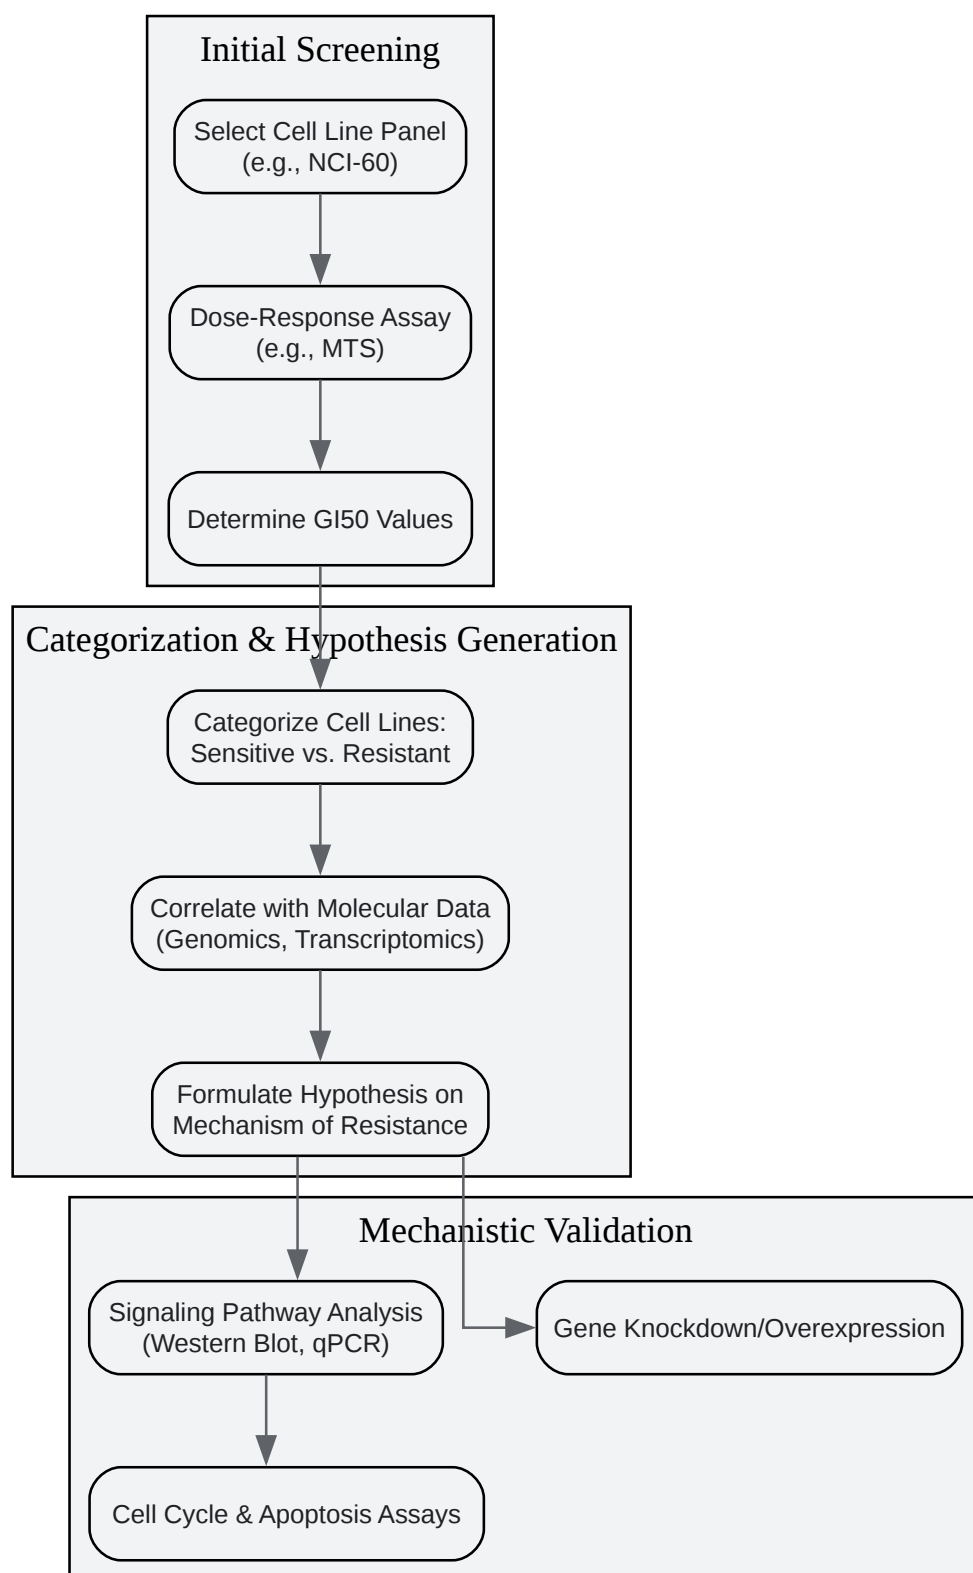 Initial Screening
Select Cell Line Panel
(e.g., NCI-60)
Dose-Response Assay
(e.g., MTS)
Determine GI50 Values
Categorization & Hypothesis Generation
Categorize Cell Lines:
Sensitive vs. Resistant
Correlate with Molecular Data
(Genomics, Transcriptomics)
Formulate Hypothesis on
Mechanism of Resistance
Mechanistic Validation
Signaling Pathway Analysis
(Western Blot, qPCR)
Gene Knockdown/Overexpression
Cell Cycle & Apoptosis Assays